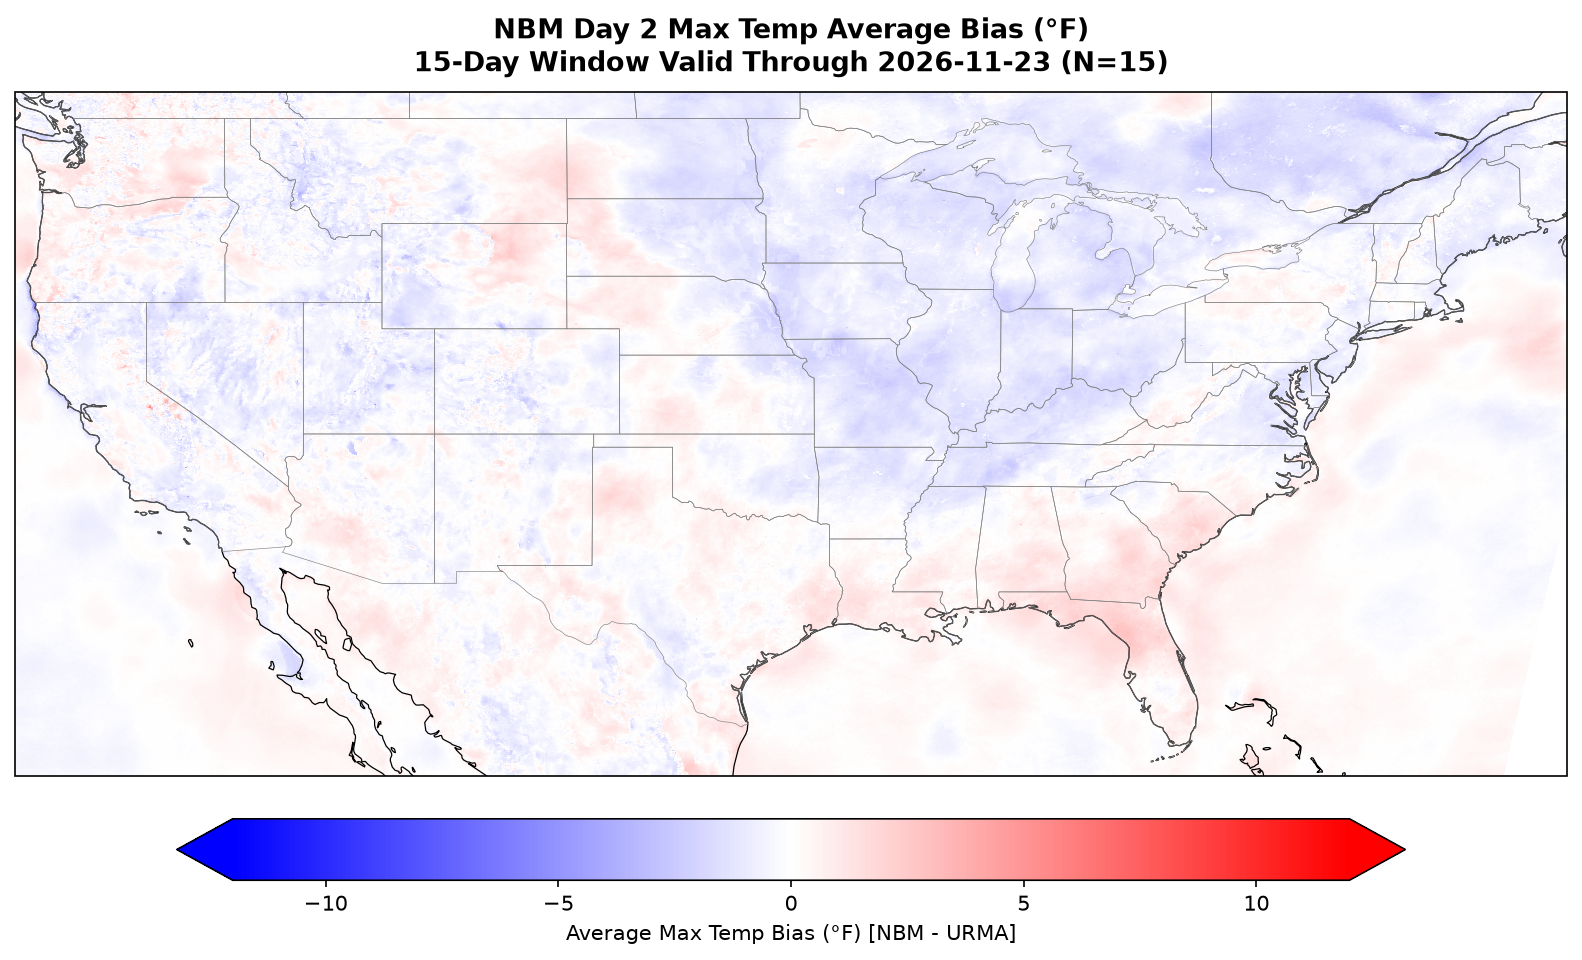 NBM Day 2 Max Temp Average Bias (°F)
15-Day Window Valid Through 2026-11-23 (N=15)
−10 −5 0 5 10
Average Max Temp Bias (°F) [NBM - URMA]